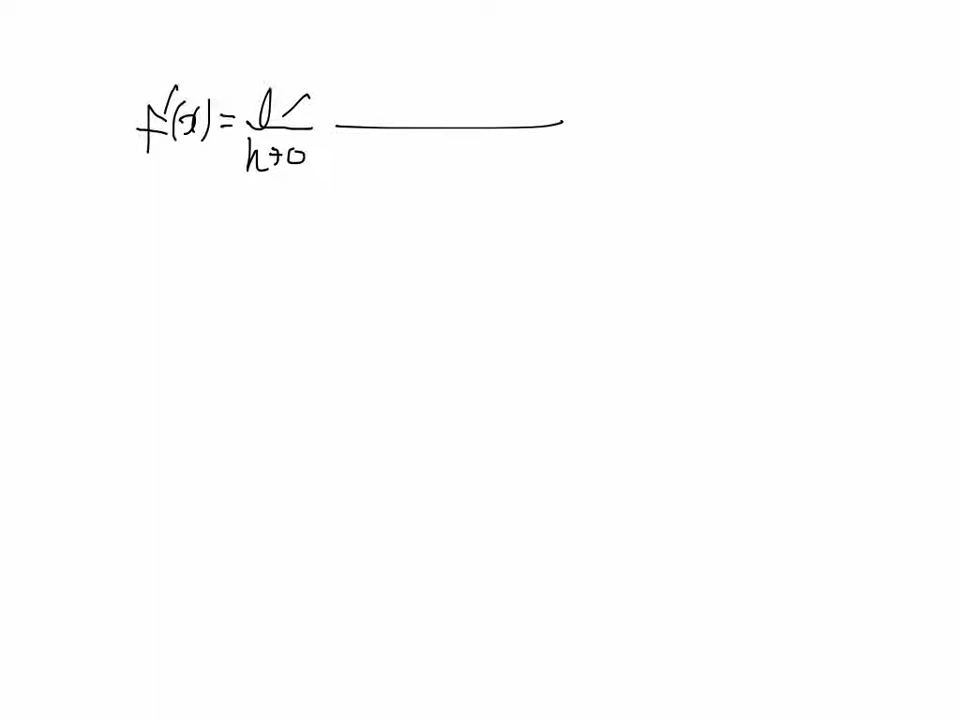 f'(x) = lt h→0